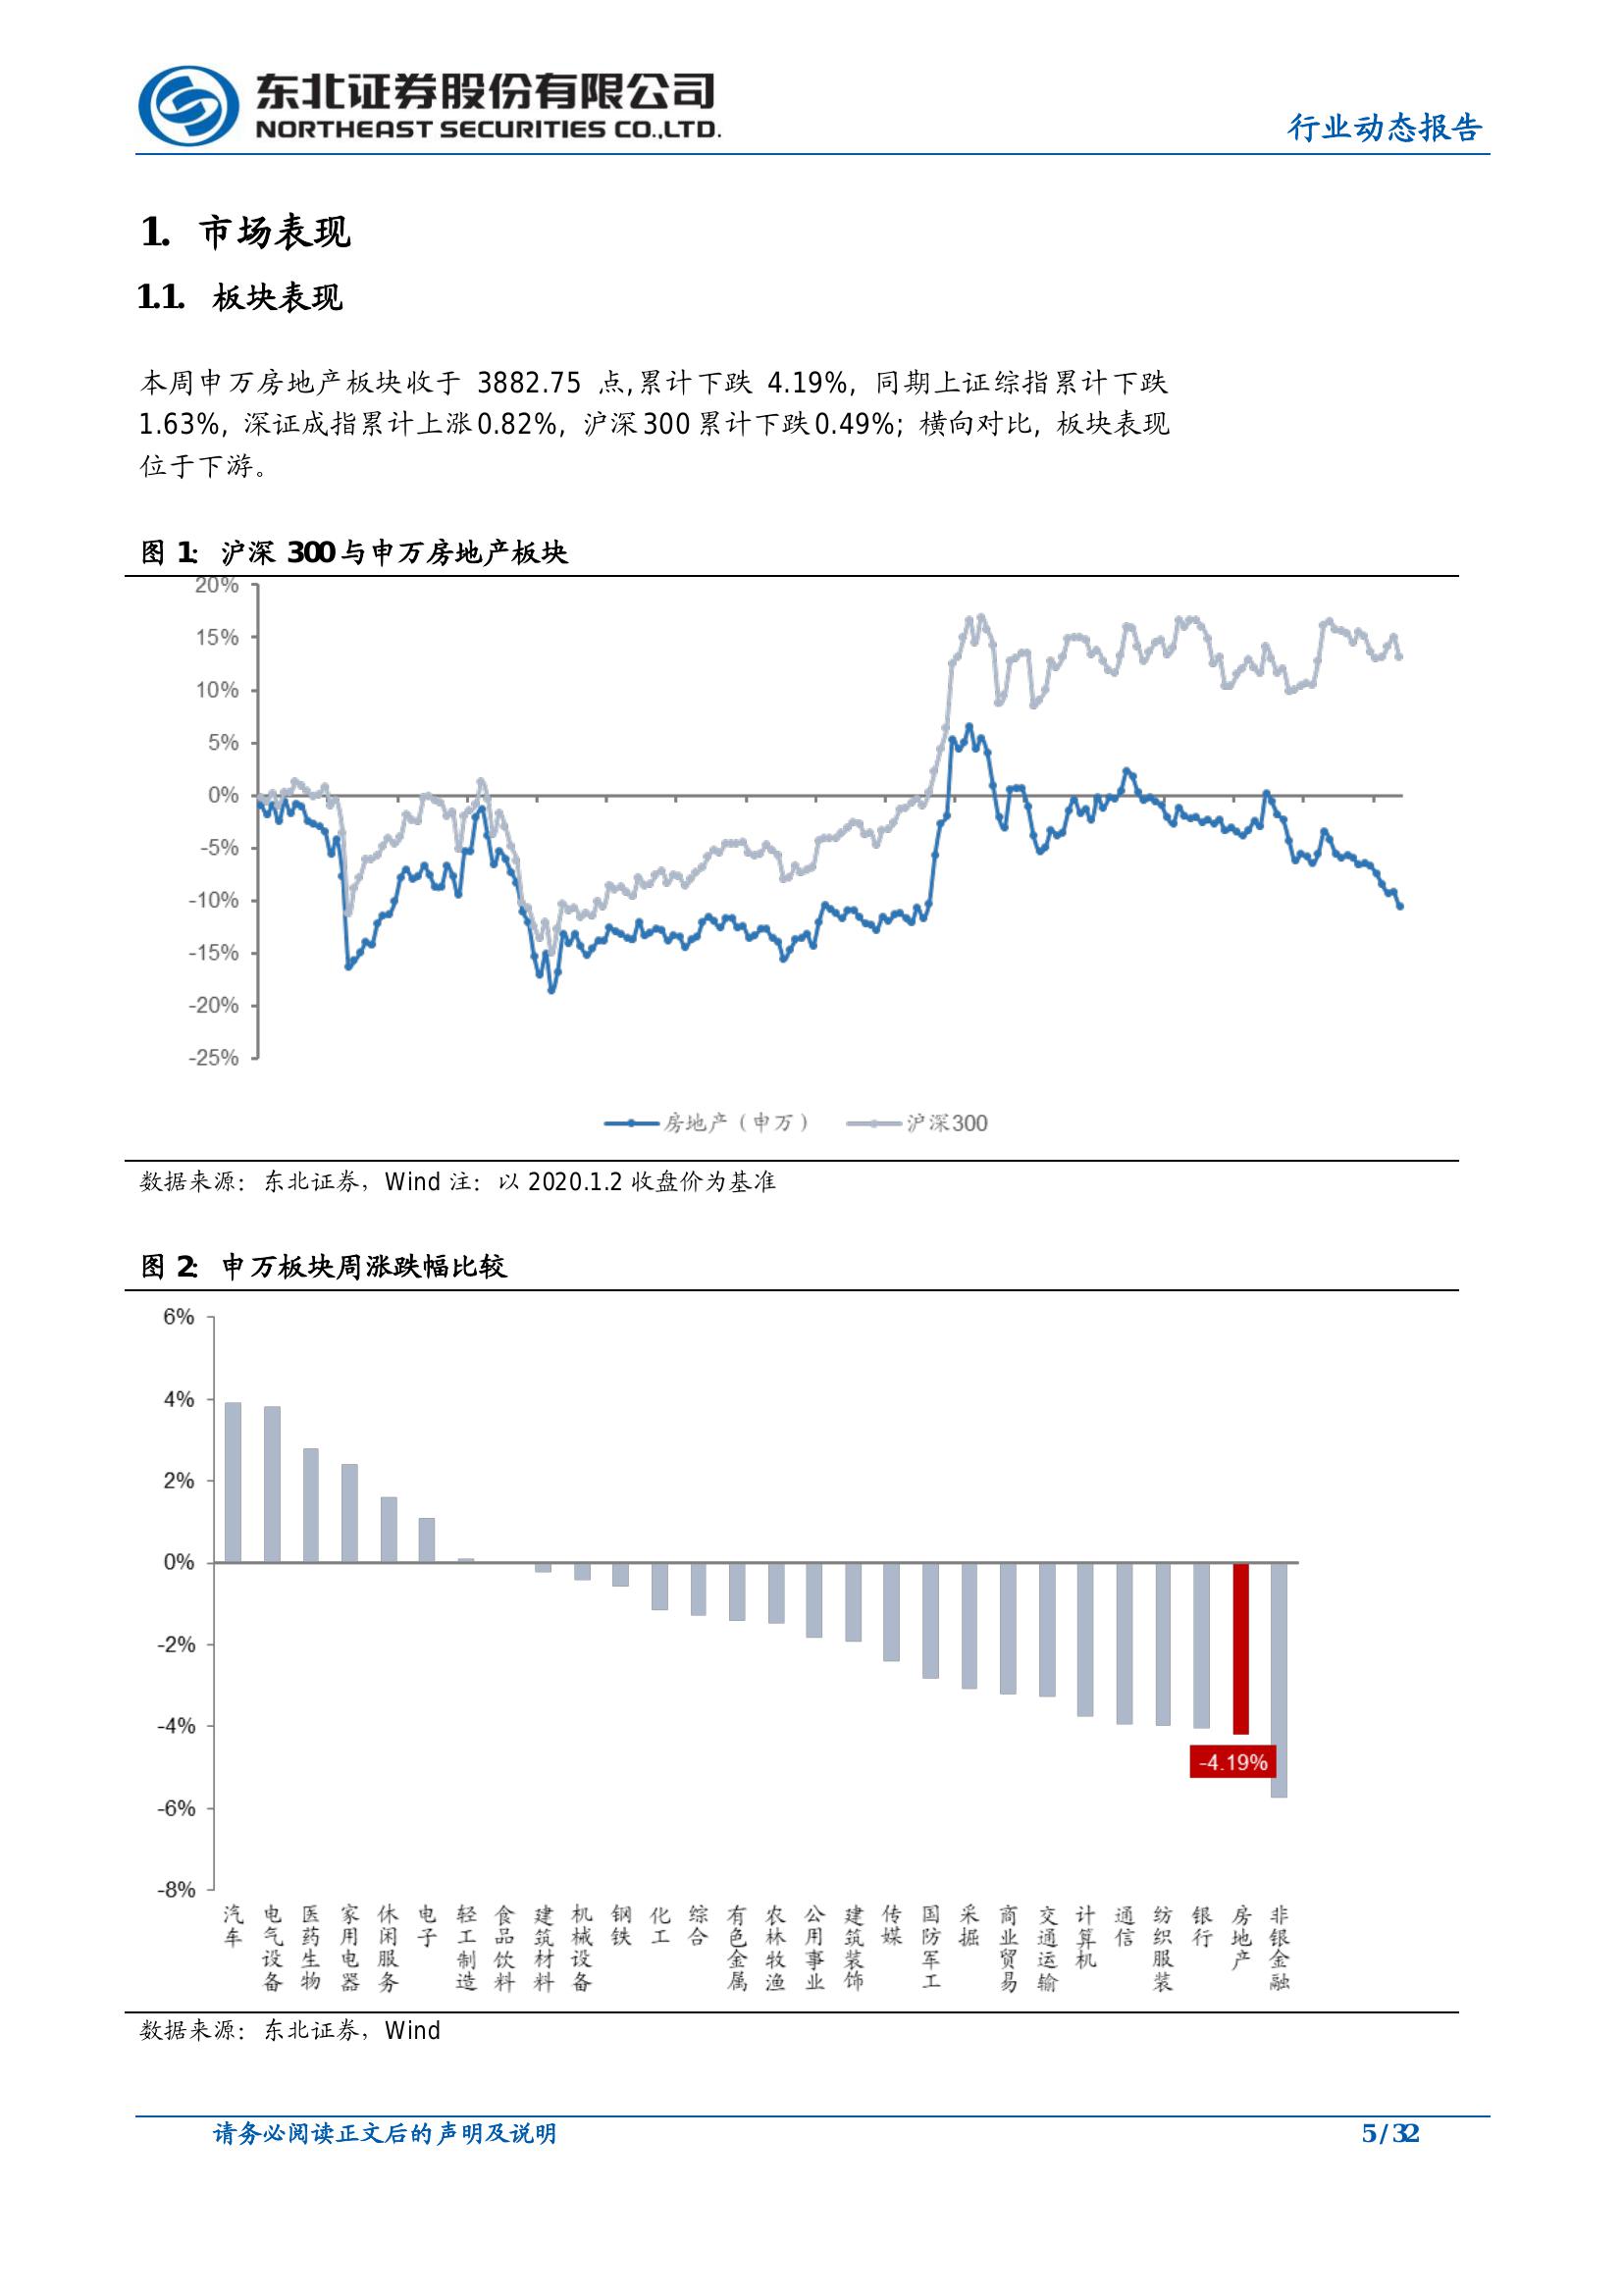 东北证券股份有限公司
NORTHEAST SECURITIES CO.,LTD.
行业动态报告
1. 市场表现
1.1. 板块表现
本周申万房地产板块收于 3882.75 点,累计下跌 4.19%, 同期上证综指累计下跌
1.63%, 深证成指累计上涨0.82%, 沪深300累计下跌0.49%; 横向对比, 板块表现
位于下游。
图 1: 沪深 300与申万房地产板块
20%
15%
10%
5%
0%
-5%
-10%
-15%
-20%
-25%
房地产（申万） 沪深300
数据来源：东北证券，Wind 注：以 2020.1.2 收盘价为基准
图 2: 申万板块周涨跌幅比较
6%
4%
2%
0%
-2%
-4%
-6%
-8%
-4.19%
汽车 电气设备 医药生物 家用电器 休闲服务 电子 轻工制造 食品饮料 建筑材料 机械设备 钢铁 化工 综合 有色金属 农林牧渔 公用事业 建筑装饰 传媒 国防军工 采掘 商业贸易 交通运输 计算机 通信 纺织服装 银行 房地产 非银金融
数据来源：东北证券，Wind
请务必阅读正文后的声明及说明
5 / 32